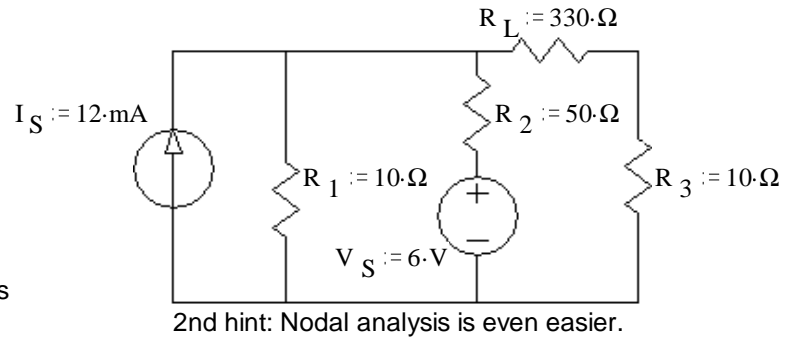 R L := 330·Ω
I S := 12·mA
R 2 := 50·Ω
R 1 := 10·Ω
R 3 := 10·Ω
+
−
V S := 6·V
s
2nd hint: Nodal analysis is even easier.